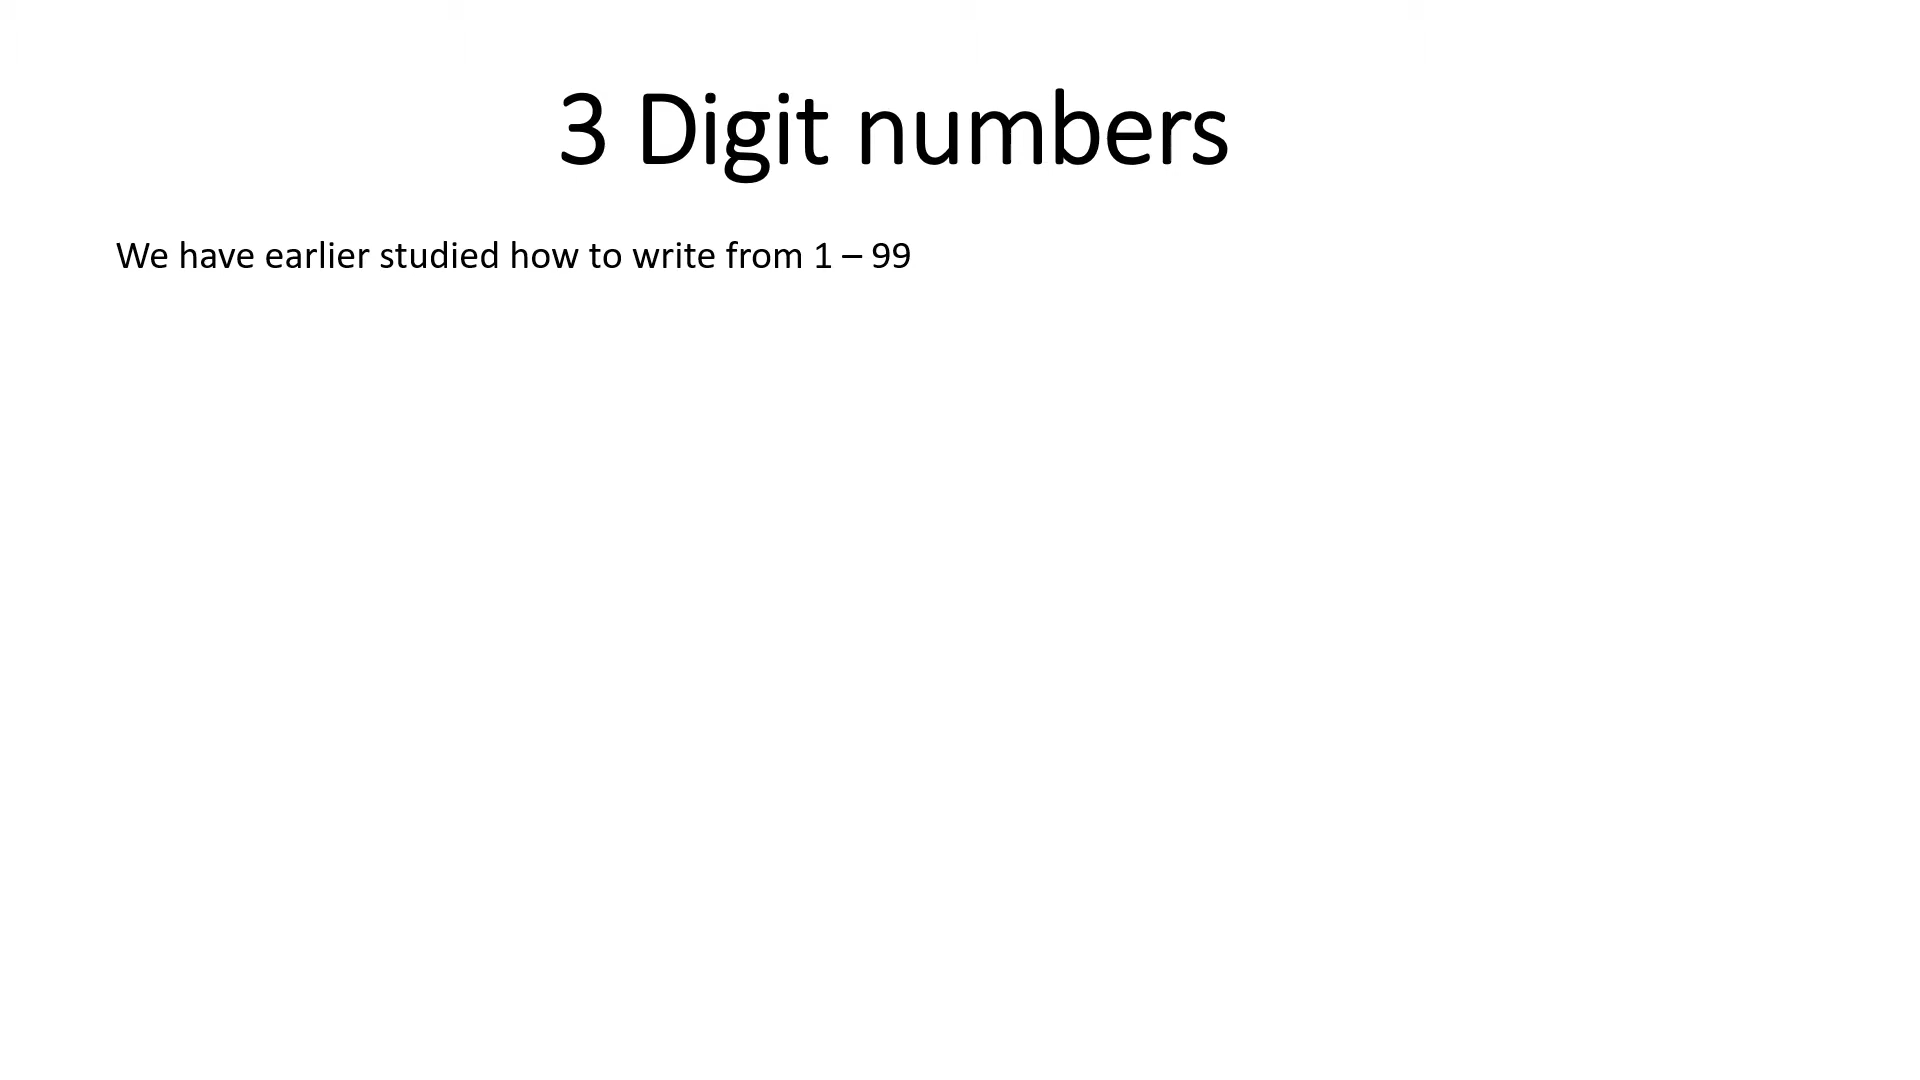 3 Digit numbers
We have earlier studied how to write from 1 – 99